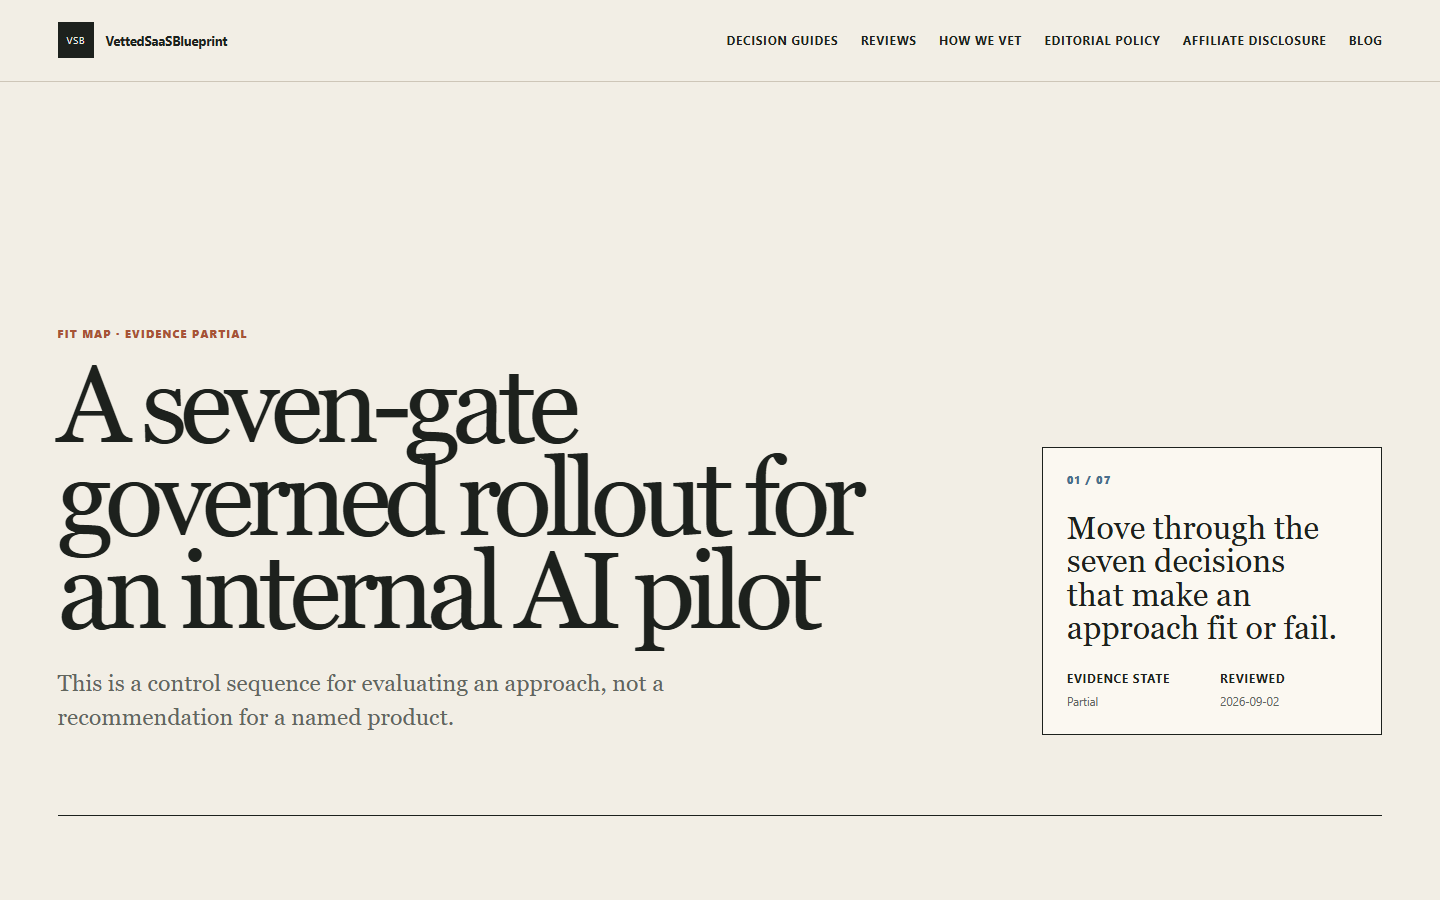 VSB
VettedSaaSBlueprint
DECISION GUIDES REVIEWS HOW WE VET EDITORIAL POLICY AFFILIATE DISCLOSURE BLOG
FIT MAP · EVIDENCE PARTIAL
A seven-gate
governed rollout for
an internal AI pilot
This is a control sequence for evaluating an approach, not a
recommendation for a named product.
01 / 07
Move through the
seven decisions
that make an
approach fit or fail.
EVIDENCE STATE REVIEWED
Partial 2026-09-02